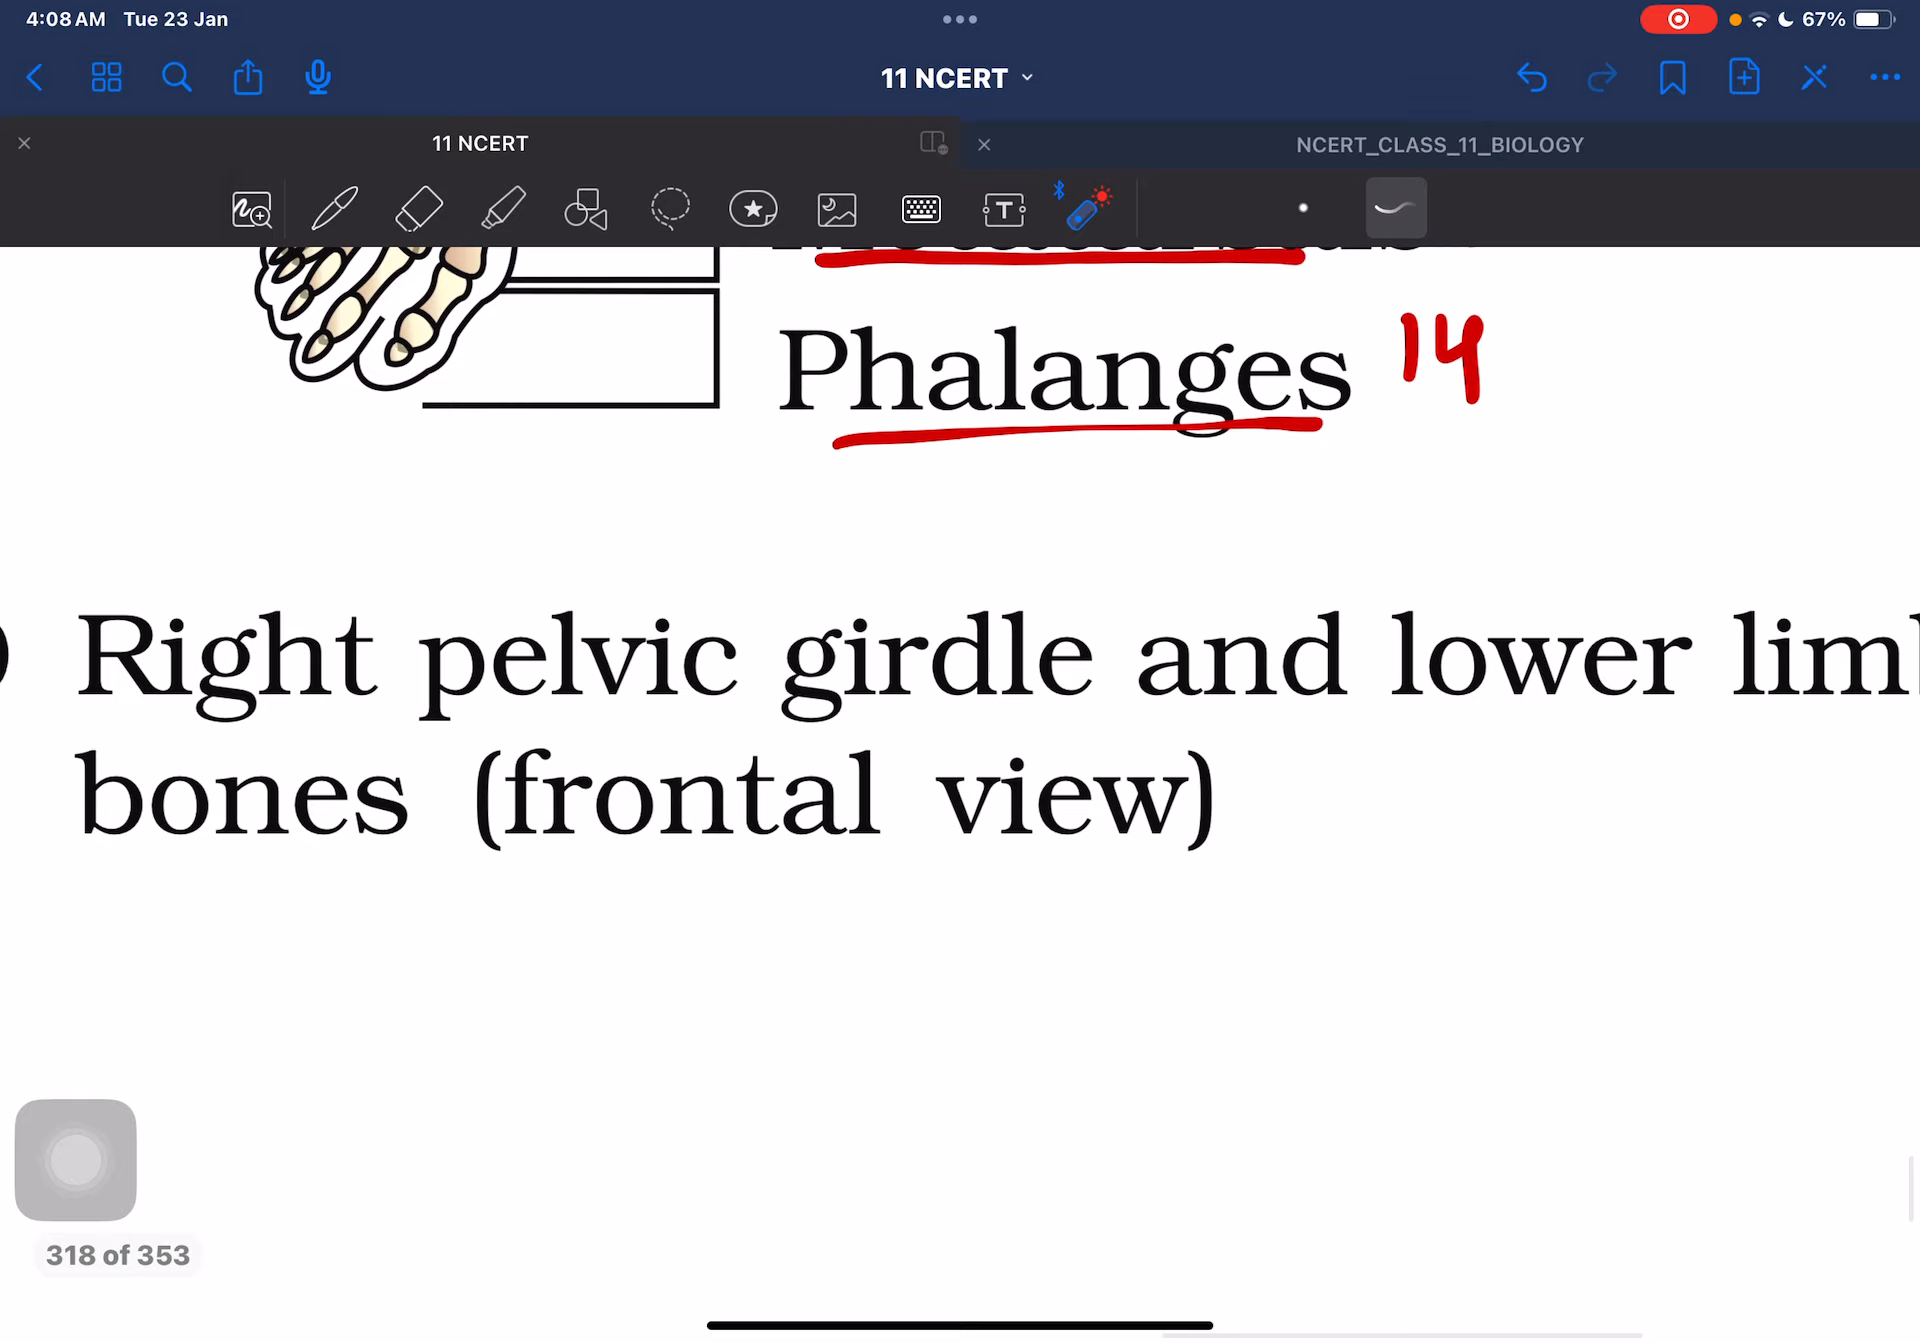 4:08 AM Tue 23 Jan
67%
11 NCERT
11 NCERT
NCERT_CLASS_11_BIOLOGY
T
Phalanges 14
Right pelvic girdle and lower lim
bones (frontal view)
318 of 353